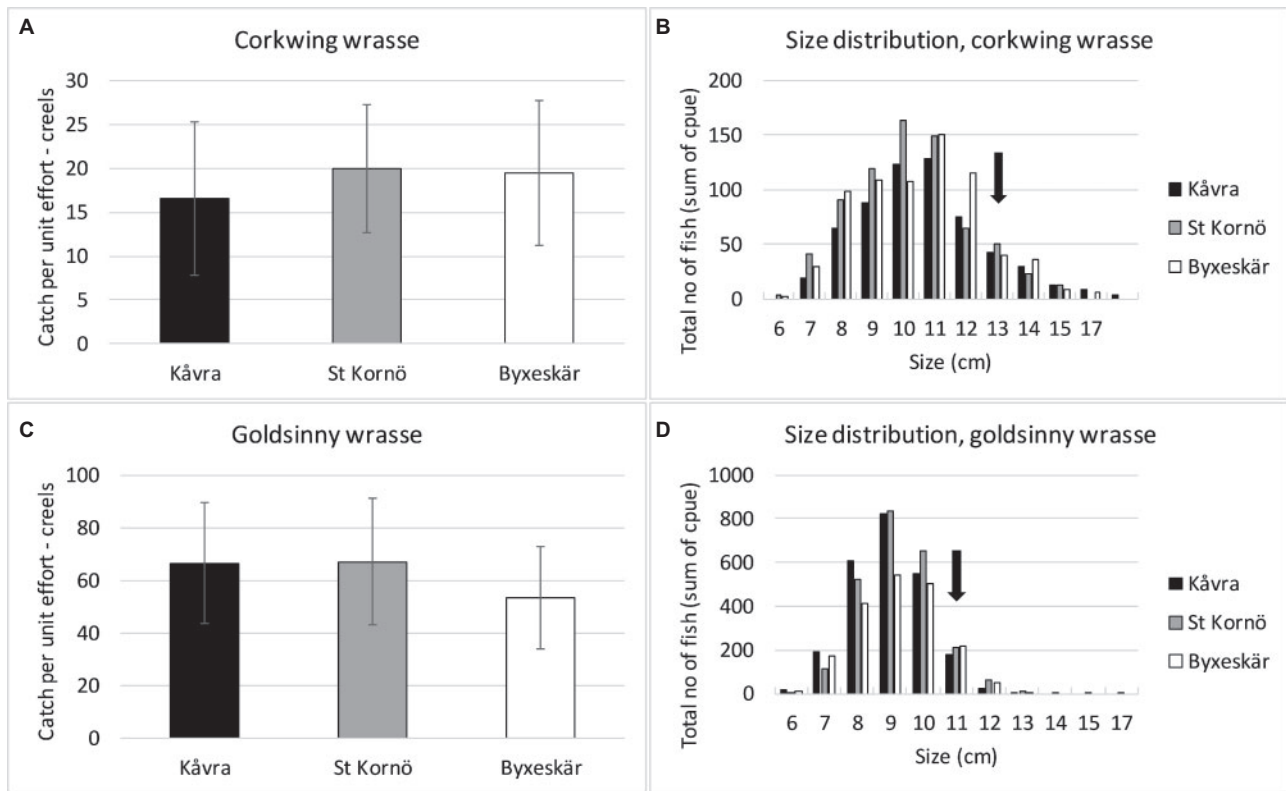 A
Corkwing wrasse
Catch per unit effort - creels
30
25
20
15
10
5
0
Kåvra St Kornö Byxeskär
B
Size distribution, corkwing wrasse
Total no of fish (sum of cpue)
200
150
100
50
0
6 7 8 9 10 11 12 13 14 15 17
Size (cm)
Kåvra
St Kornö
Byxeskär
C
Goldsinny wrasse
Catch per unit effort - creels
100
80
60
40
20
0
Kåvra St Kornö Byxeskär
D
Size distribution, goldsinny wrasse
Total no of fish (sum of cpue)
1000
800
600
400
200
0
6 7 8 9 10 11 12 13 14 15 17
Size (cm)
Kåvra
St Kornö
Byxeskär